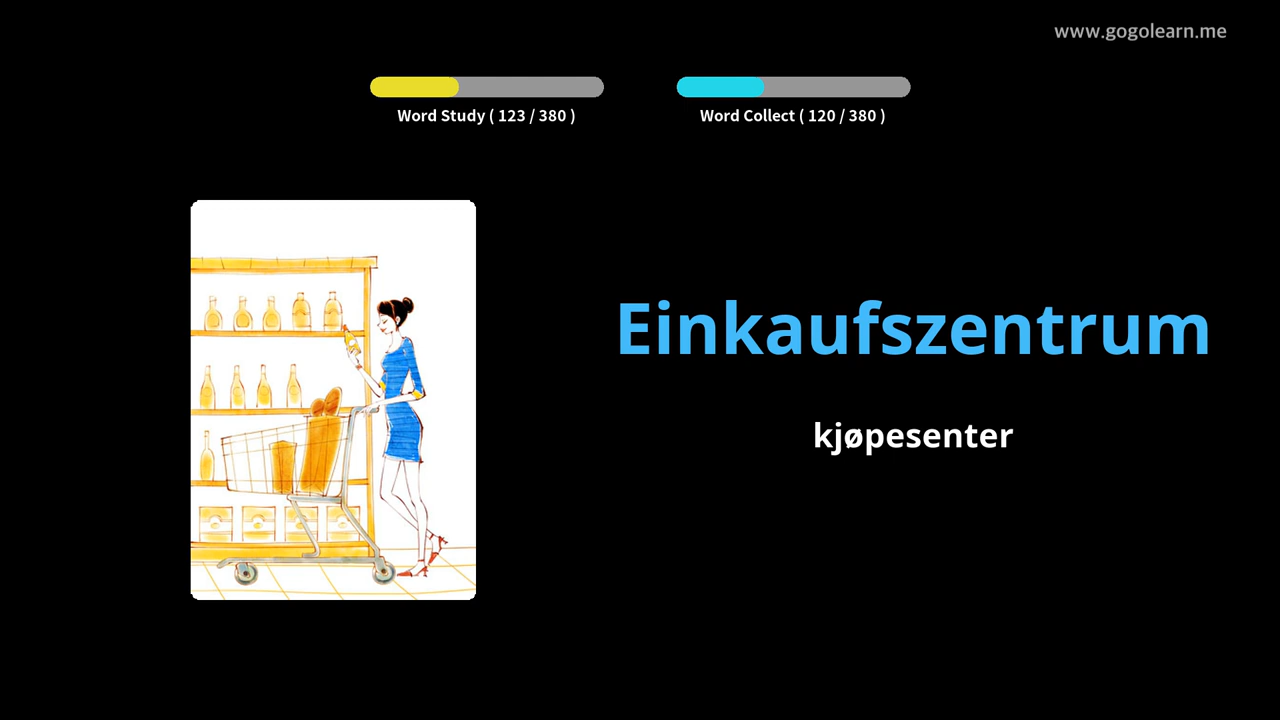 www.gogolearn.me
Word Study ( 123 / 380 )
Word Collect ( 120 / 380 )
Einkaufszentrum
kjøpesenter